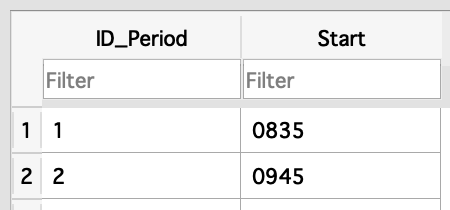 ID_Period Start
Filter Filter
1 1 0835
2 2 0945